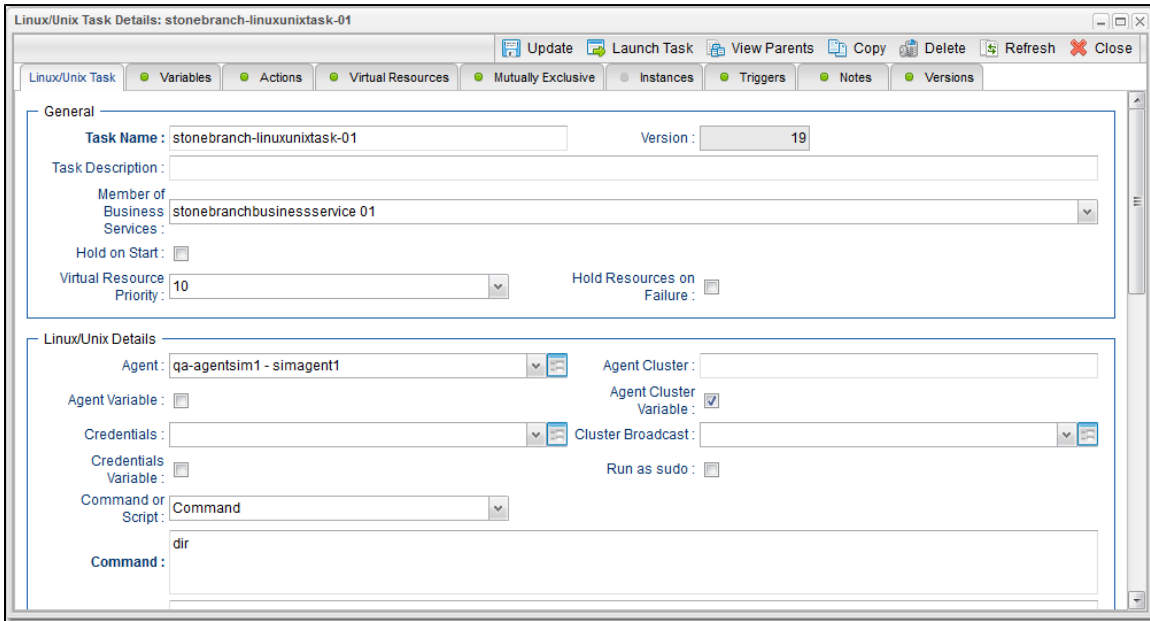 Linux/Unix Task Details: stonebranch-linuxunixtask-01
Update Launch Task View Parents Copy Delete Refresh Close
Linux/Unix Task Variables Actions Virtual Resources Mutually Exclusive Instances Triggers Notes Versions
General
Task Name : stonebranch-linuxunixtask-01 Version : 19
Task Description :
Member of
Business
Services :
stonebranchbusinessservice 01
Hold on Start :
Virtual Resource
Priority :
10
Hold Resources on
Failure :
Linux/Unix Details
Agent : qa-agentsim1 - simagent1 Agent Cluster :
Agent Variable :
Agent Cluster
Variable :
Credentials : Cluster Broadcast :
Credentials
Variable :
Run as sudo :
Command or
Script :
Command
Command :
dir